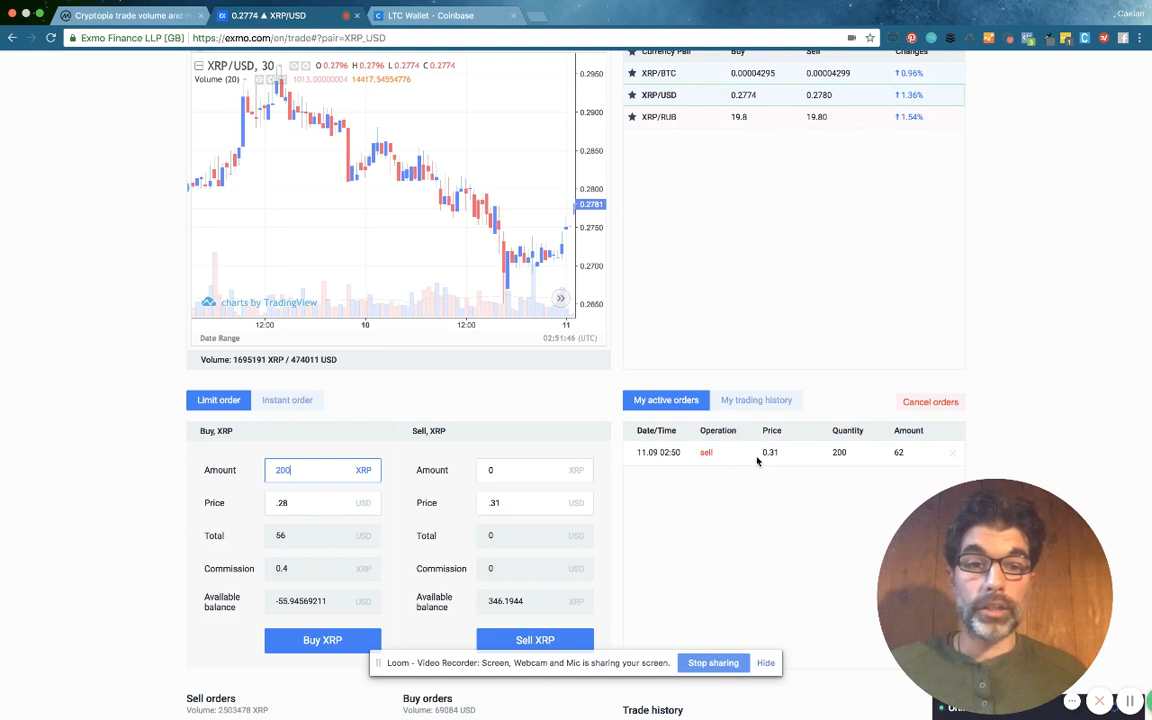 Cryptopia trade volume and m
0.2774 ▲ XRP/USD
LTC Wallet - Coinbase
Caelan
Exmo Finance LLP [GB] https://exmo.com/en/trade#?pair=XRP_USD
XRP/USD, 30 O 0.2796 H 0.2796 L 0.2774 C 0.2774
Volume (20) 1013.00000004 14417.54554776
0.2950
0.2900
0.2850
0.2800
0.2781
0.2750
0.2700
0.2650
charts by TradingView
12:00 10 12:00 11
Date Range 02:51:46 (UTC)
Volume: 1695191 XRP / 474011 USD
Currency Pair Buy Sell Changes
XRP/BTC 0.00004295 0.00004299 ↑ 0.96%
XRP/USD 0.2774 0.2780 ↑ 1.36%
XRP/RUB 19.8 19.80 ↑ 1.54%
Limit order Instant order
Buy, XRP Sell, XRP
Amount 200 XRP Amount 0 XRP
Price .28 USD Price .31 USD
Total 56 USD Total 0 USD
Commission 0.4 XRP Commission 0 USD
Available balance -55.94569211 USD Available balance 346.1944 XRP
Buy XRP Sell XRP
My active orders My trading history Cancel orders
Date/Time Operation Price Quantity Amount
11.09 02:50 sell 0.31 200 62
Loom - Video Recorder: Screen, Webcam and Mic is sharing your screen. Stop sharing Hide
Sell orders
Volume: 2503478 XRP
Buy orders
Volume: 69084 USD
Trade history